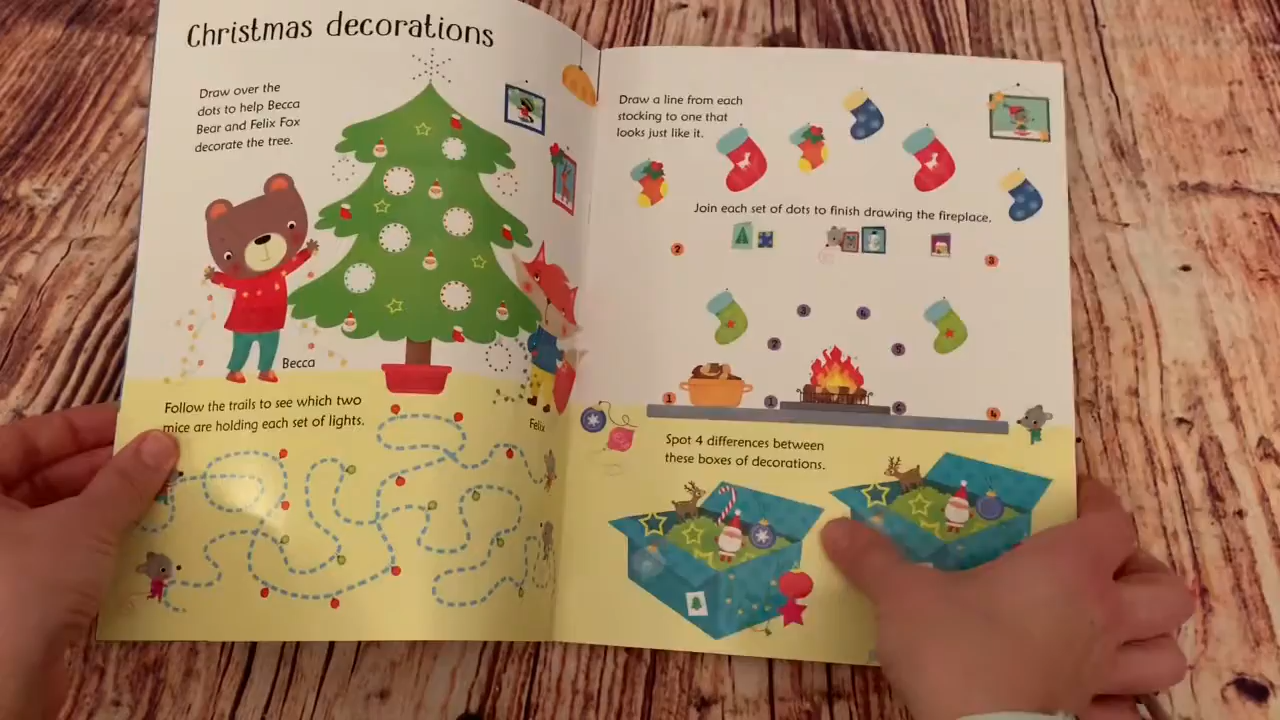 Christmas decorations
Draw over the
dots to help Becca
Bear and Felix Fox
decorate the tree.
Becca
Felix
Follow the trails to see which two
mice are holding each set of lights.
Draw a line from each
stocking to one that
looks just like it.
Join each set of dots to finish drawing the fireplace.
2
3
3
4
2
5
1
1
6
4
Spot 4 differences between
these boxes of decorations.